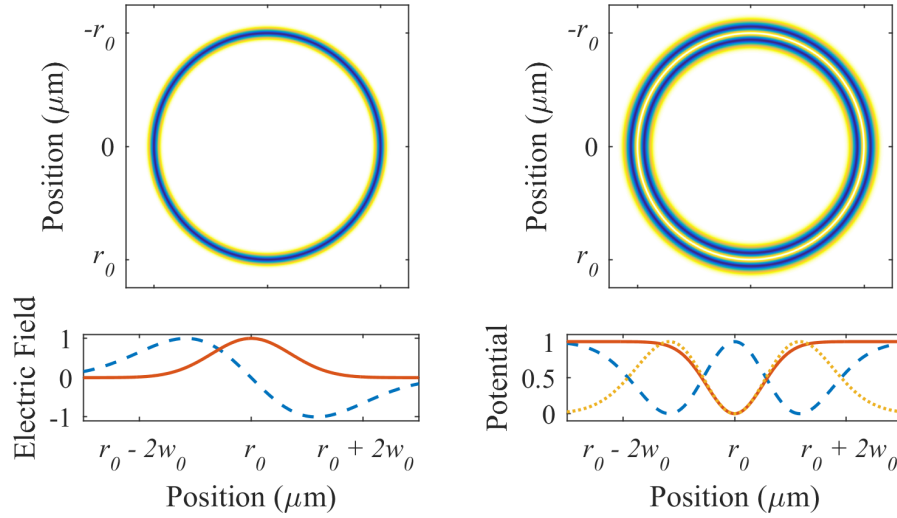 Position (μm)
-r₀
0
r₀
Position (μm)
-r₀
0
r₀
Electric Field
1
0
-1
r₀ - 2w₀
r₀
r₀ + 2w₀
Position (μm)
Potential
1
0.5
0
r₀ - 2w₀
r₀
r₀ + 2w₀
Position (μm)